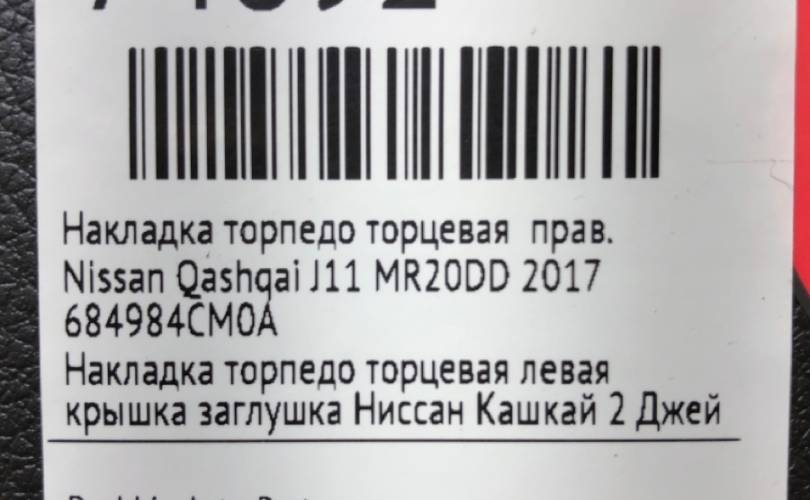 Накладка торпедо торцевая прав.
Nissan Qashqai J11 MR20DD 2017
684984CM0A
Накладка торпедо торцевая левая
крышка заглушка Ниссан Кашкай 2 Джей